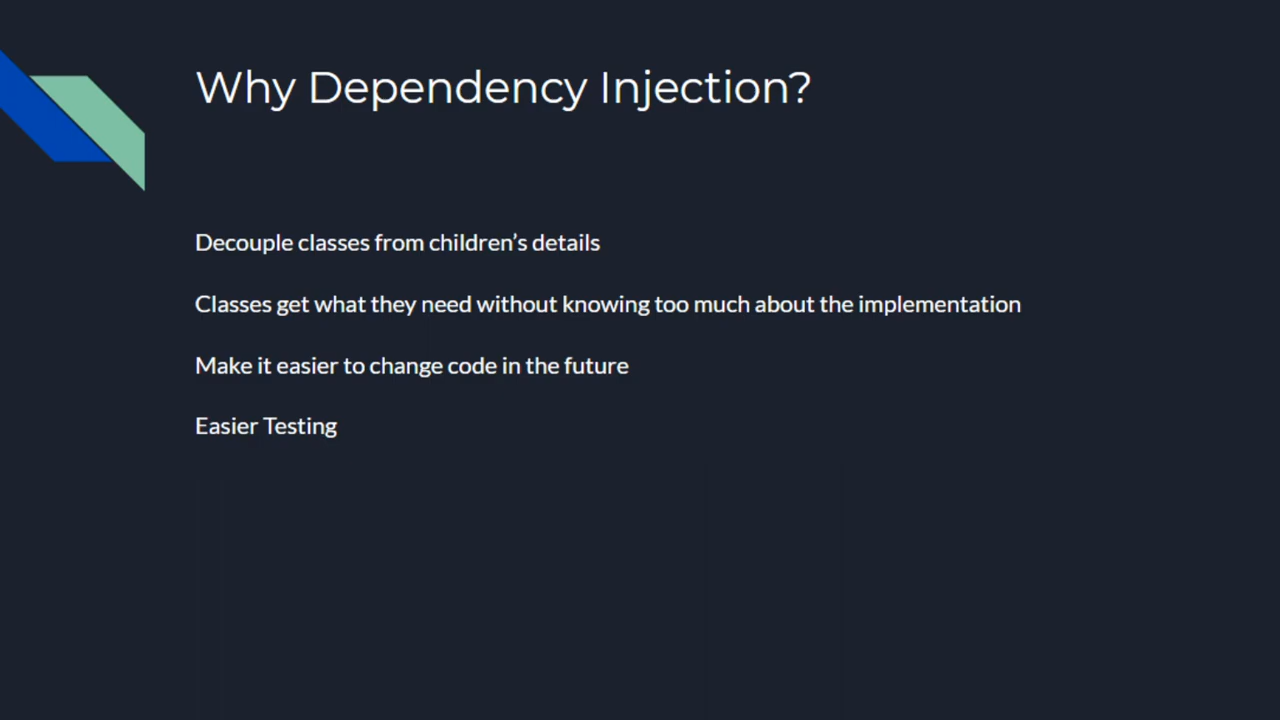 Why Dependency Injection?
Decouple classes from children’s details
Classes get what they need without knowing too much about the implementation
Make it easier to change code in the future
Easier Testing